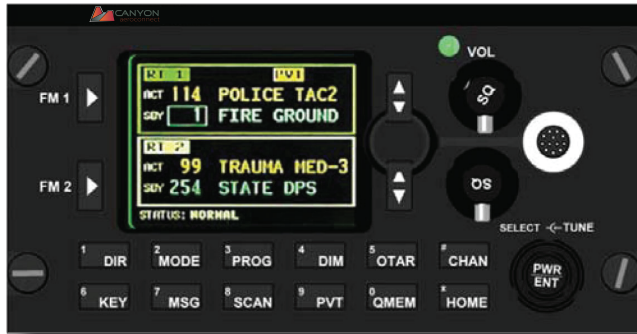 CANYON
aeroconnect
VOL
RT 1 PVT
FM 1
ACT 114 POLICE TAC2
SBY 1 FIRE GROUND
SQ
RT 2
ACT 99 TRAUMA MED-3
FM 2
SBY 254 STATE DPS
SQ
STATUS: NORMAL
SELECT TUNE
1 DIR
2 MODE
3 PROG
4 DIM
5 OTAR
# CHAN
PWR
ENT
6 KEY
7 MSG
8 SCAN
9 PVT
0 QMEM
* HOME